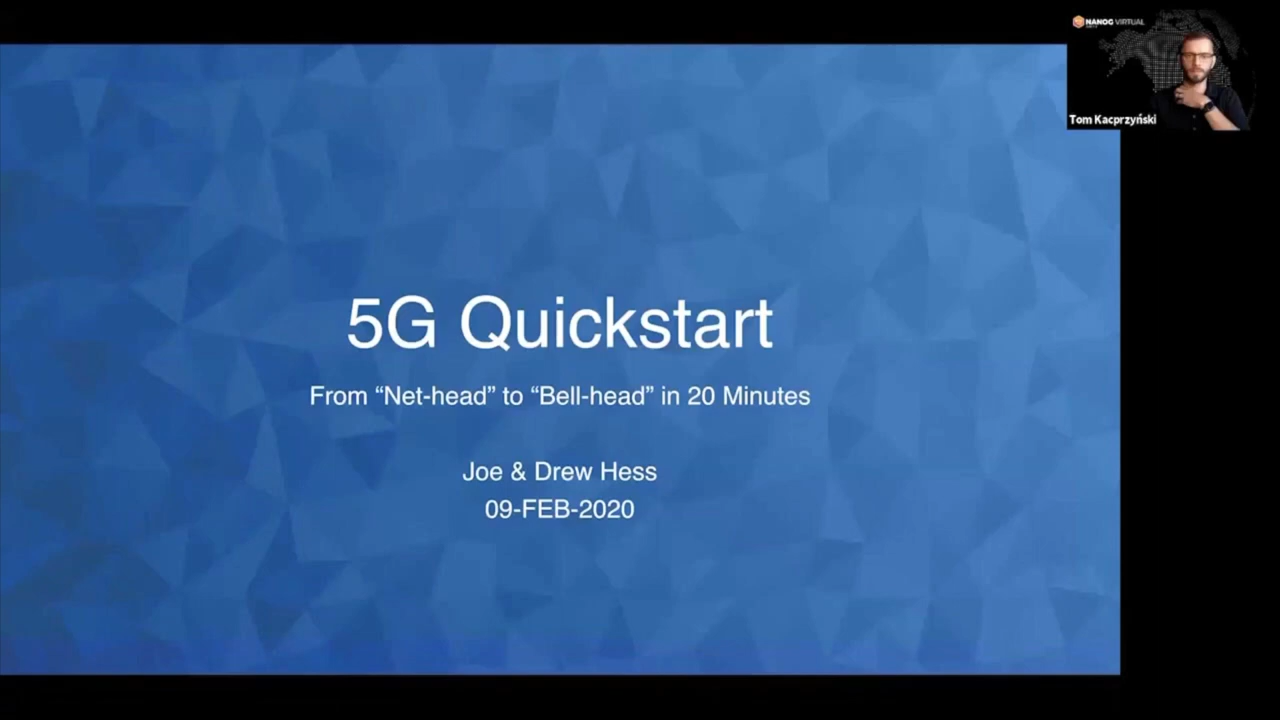 NANOG VIRTUAL
Tom Kacprzyński
5G Quickstart
From “Net-head” to “Bell-head” in 20 Minutes
Joe & Drew Hess
09-FEB-2020